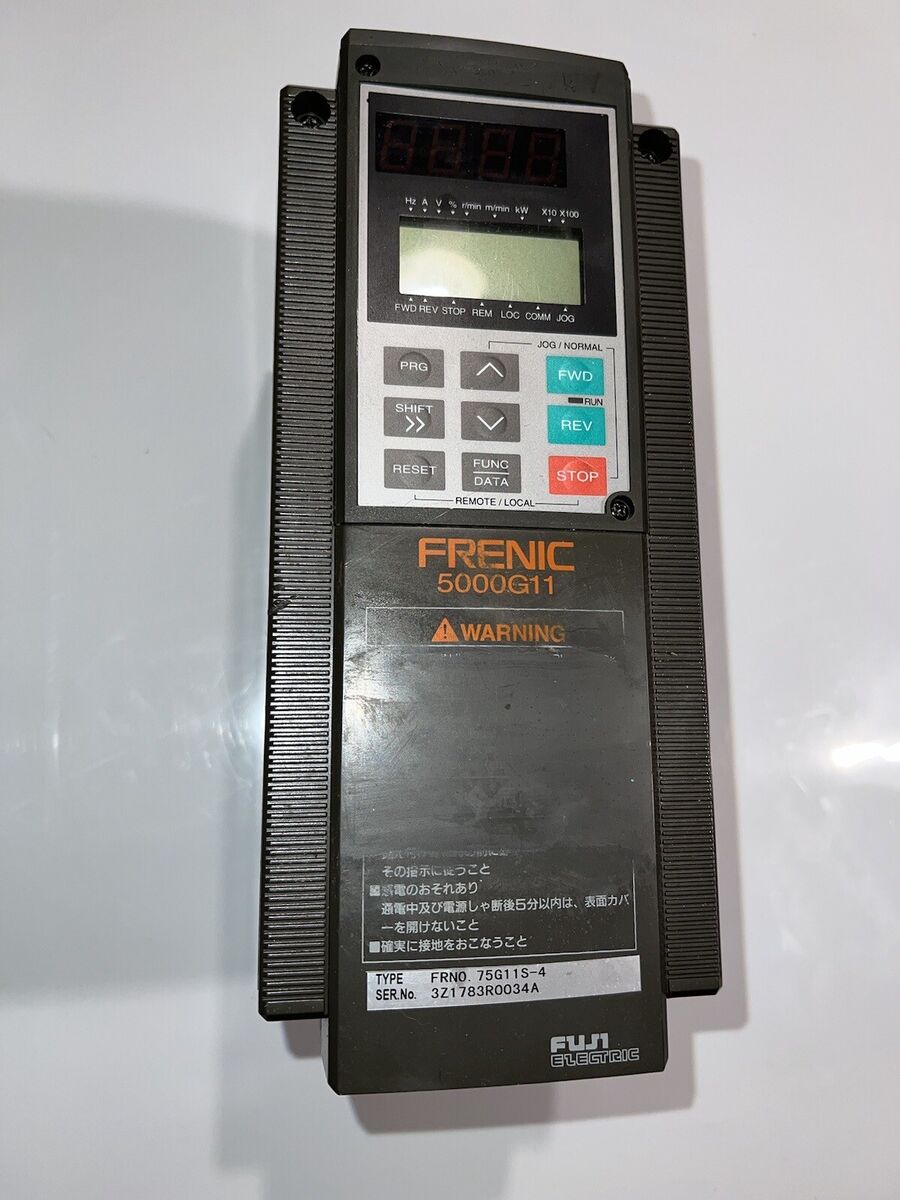 Hz A V % r/min m/min kW X10 X100
FWD REV STOP REM LOC COMM JOG
JOG / NORMAL
PRG
FWD
RUN
SHIFT
REV
RESET
FUNC
DATA
STOP
REMOTE / LOCAL
FRENIC
5000G11
WARNING
その指示に従うこと
感電のおそれあり
通電中及び電源しゃ断後5分以内は、表面カバ
ーを開けないこと
■確実に接地をおこなうこと
TYPE FRN0.75G11S-4
SER.No. 3Z1783R0034A
FUJI
ELECTRIC